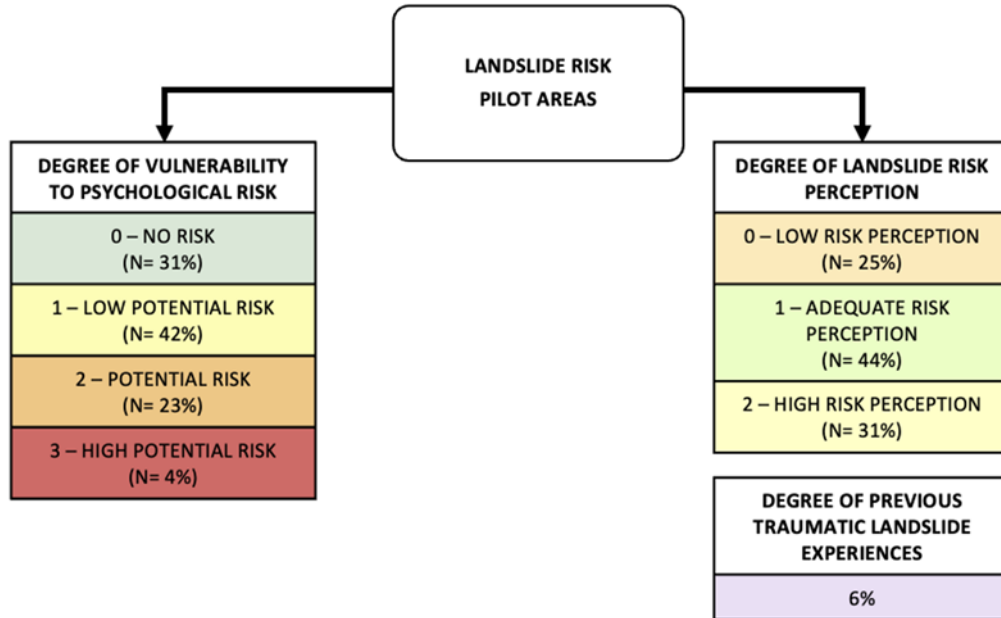 LANDSLIDE RISK
PILOT AREAS
DEGREE OF VULNERABILITY
TO PSYCHOLOGICAL RISK
0 – NO RISK
(N= 31%)
1 – LOW POTENTIAL RISK
(N= 42%)
2 – POTENTIAL RISK
(N= 23%)
3 – HIGH POTENTIAL RISK
(N= 4%)
DEGREE OF LANDSLIDE RISK
PERCEPTION
0 – LOW RISK PERCEPTION
(N= 25%)
1 – ADEQUATE RISK
PERCEPTION
(N= 44%)
2 – HIGH RISK PERCEPTION
(N= 31%)
DEGREE OF PREVIOUS
TRAUMATIC LANDSLIDE
EXPERIENCES
6%